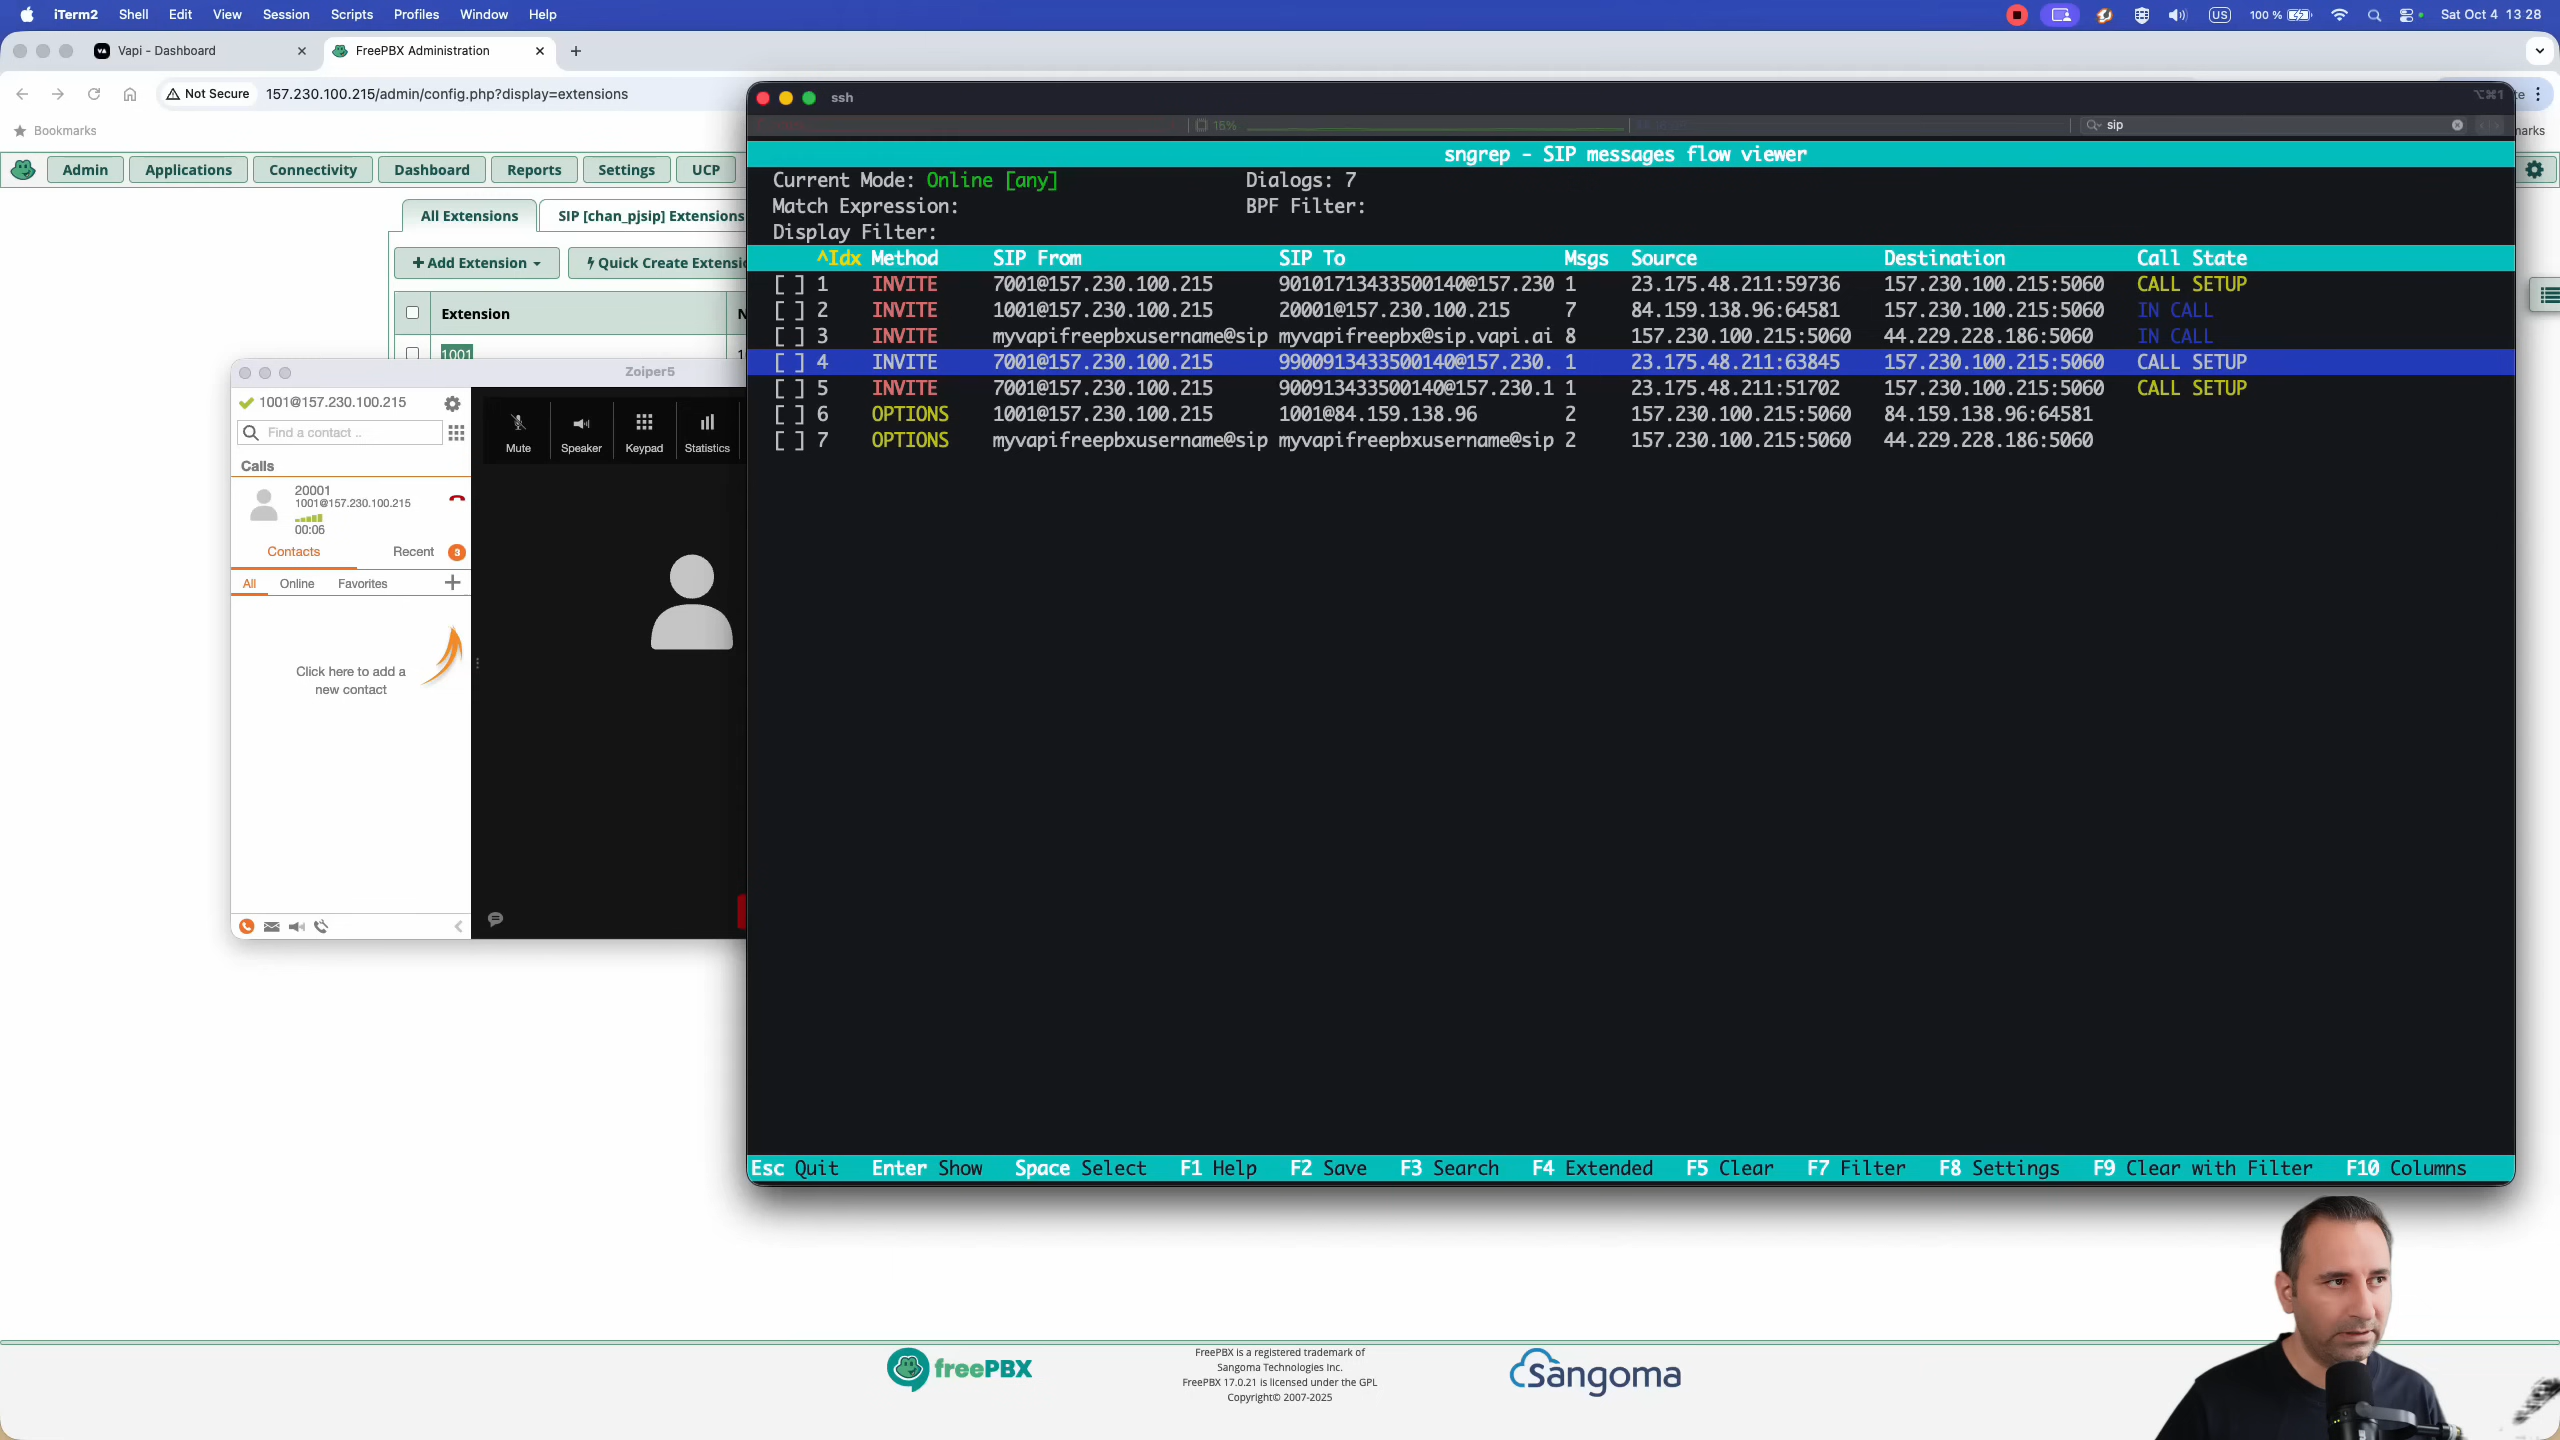 iTerm2 Shell Edit View Session Scripts Profiles Window Help
US 100 % Sat Oct 4 13 28
Vapi - Dashboard
FreePBX Administration
Not Secure 157.230.100.215/admin/config.php?display=extensions
Bookmarks
Admin Applications Connectivity Dashboard Reports Settings UCP
All Extensions SIP [chan_pjsip] Extensions
Add Extension Quick Create Extensi
Extension
1001
Zoiper5
1001@157.230.100.215
Find a contact ..
Calls
20001
1001@157.230.100.215
00:06
Contacts Recent 3
All Online Favorites
Click here to add a
new contact
Mute Speaker Keypad Statistics
ssh
⌥⌘1
15% sip
sngrep - SIP messages flow viewer
Current Mode: Online [any] Dialogs: 7
Match Expression: BPF Filter:
Display Filter:
^Idx Method SIP From SIP To Msgs Source Destination Call State
[ ] 1 INVITE 7001@157.230.100.215 90101713433500140@157.230 1 23.175.48.211:59736 157.230.100.215:5060 CALL SETUP
[ ] 2 INVITE 1001@157.230.100.215 20001@157.230.100.215 7 84.159.138.96:64581 157.230.100.215:5060 IN CALL
[ ] 3 INVITE myvapifreepbxusername@sip myvapifreepbx@sip.vapi.ai 8 157.230.100.215:5060 44.229.228.186:5060 IN CALL
[ ] 4 INVITE 7001@157.230.100.215 9900913433500140@157.230. 1 23.175.48.211:63845 157.230.100.215:5060 CALL SETUP
[ ] 5 INVITE 7001@157.230.100.215 900913433500140@157.230.1 1 23.175.48.211:51702 157.230.100.215:5060 CALL SETUP
[ ] 6 OPTIONS 1001@157.230.100.215 1001@84.159.138.96 2 157.230.100.215:5060 84.159.138.96:64581
[ ] 7 OPTIONS myvapifreepbxusername@sip myvapifreepbxusername@sip 2 157.230.100.215:5060 44.229.228.186:5060
Esc Quit Enter Show Space Select F1 Help F2 Save F3 Search F4 Extended F5 Clear F7 Filter F8 Settings F9 Clear with Filter F10 Columns
freePBX
FreePBX is a registered trademark of
Sangoma Technologies Inc.
FreePBX 17.0.21 is licensed under the GPL
Copyright© 2007-2025
Sangoma